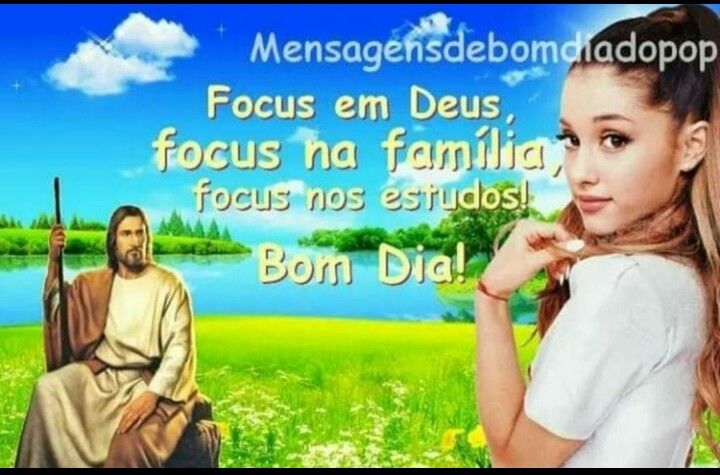 Mensagensdebomdiadopop
Focus em Deus,
focus na família,
focus nos estudos!
Bom Dia!